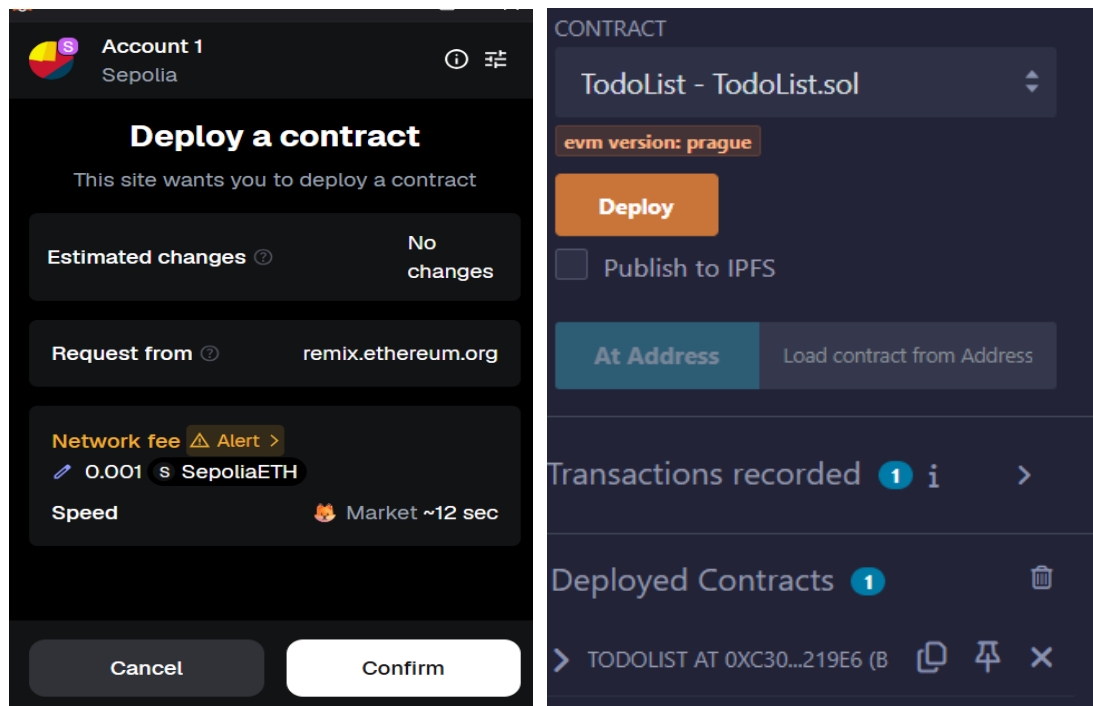 S
Account 1
Sepolia
Deploy a contract
This site wants you to deploy a contract
Estimated changes ?
No
changes
Request from ?
remix.ethereum.org
Network fee Alert >
0.001 S SepoliaETH
Speed
Market ~12 sec
Cancel
Confirm
CONTRACT
TodoList - TodoList.sol
evm version: prague
Deploy
Publish to IPFS
At Address
Load contract from Address
Transactions recorded 1 i
Deployed Contracts 1
TODOLIST AT 0XC30...219E6 (B